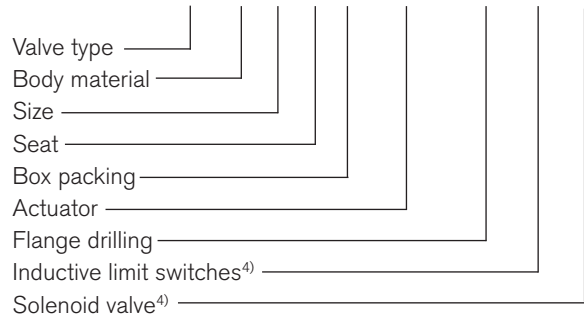 Valve type
Body material
Size
Seat
Box packing
Actuator
Flange drilling
Inductive limit switches4)
Solenoid valve4)